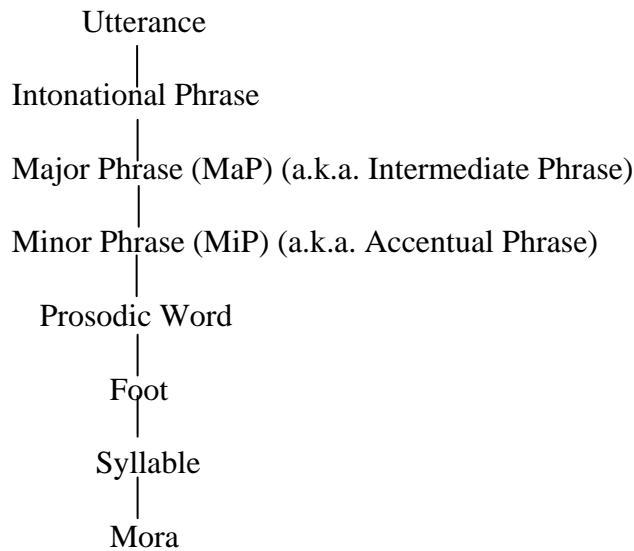 Utterance
Intonational Phrase
Major Phrase (MaP) (a.k.a. Intermediate Phrase)
Minor Phrase (MiP) (a.k.a. Accentual Phrase)
Prosodic Word
Foot
Syllable
Mora